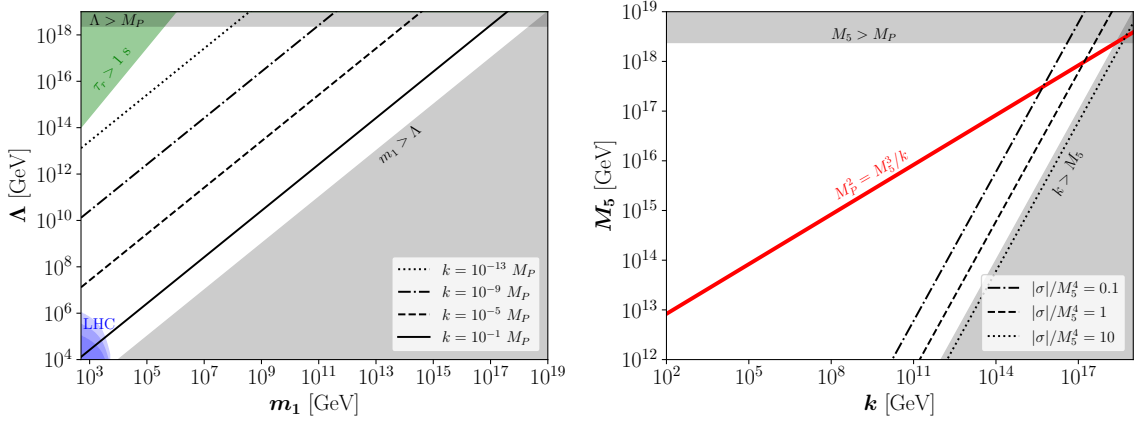 Λ > M_P
τ_r > 1 s
m_1 > Λ
LHC
k = 10^{-13} M_P
k = 10^{-9} M_P
k = 10^{-5} M_P
k = 10^{-1} M_P
10^{18}
10^{16}
10^{14}
10^{12}
10^{10}
10^8
10^6
10^4
Λ [GeV]
10^3
10^5
10^7
10^9
10^{11}
10^{13}
10^{15}
10^{17}
10^{19}
m_1 [GeV]
M_5 > M_P
M_P^2 = M_5^3/k
k > M_5
|σ|/M_5^4 = 0.1
|σ|/M_5^4 = 1
|σ|/M_5^4 = 10
10^{19}
10^{18}
10^{17}
10^{16}
10^{15}
10^{14}
10^{13}
10^{12}
M_5 [GeV]
10^2
10^5
10^8
10^{11}
10^{14}
10^{17}
k [GeV]